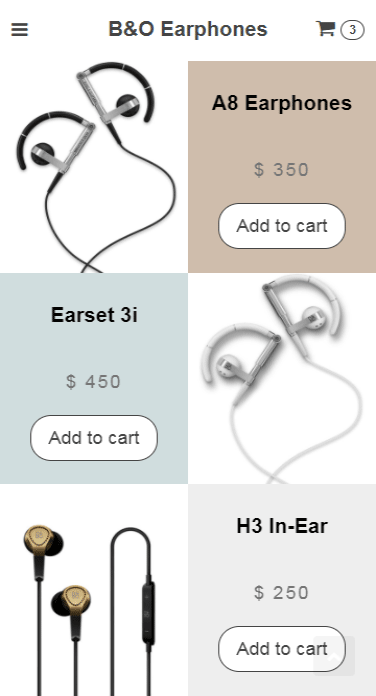 B&O Earphones
3
A8 Earphones
$ 350
Add to cart
Earset 3i
$ 450
Add to cart
H3 In-Ear
$ 250
Add to cart